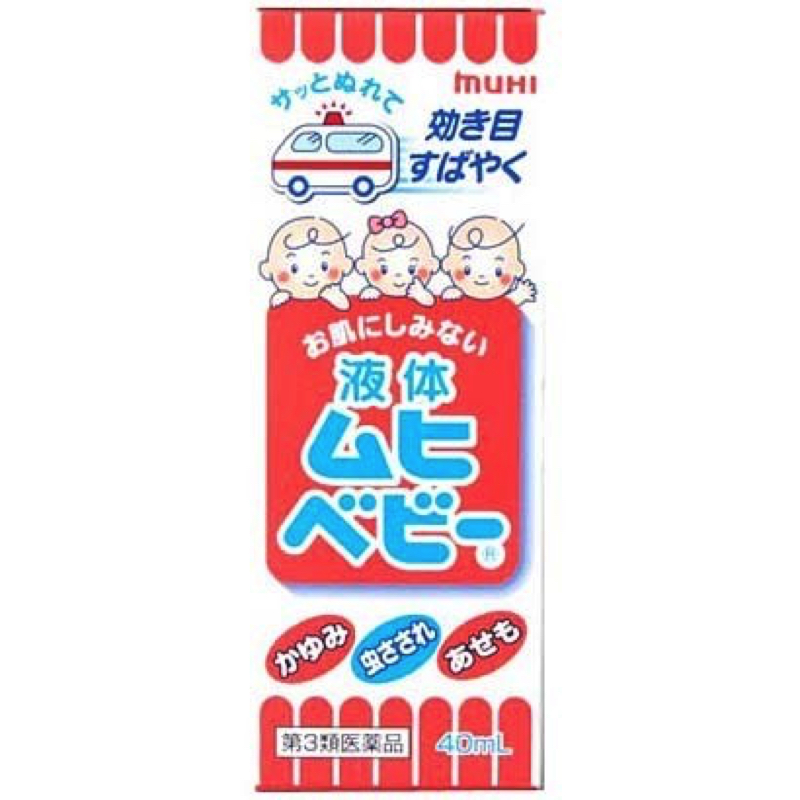 muHI
サッとぬれて
効き目
すばやく
お肌にしみない
液体
ムヒ
ベビー®
かゆみ
虫さされ
あせも
第3類医薬品
40mL